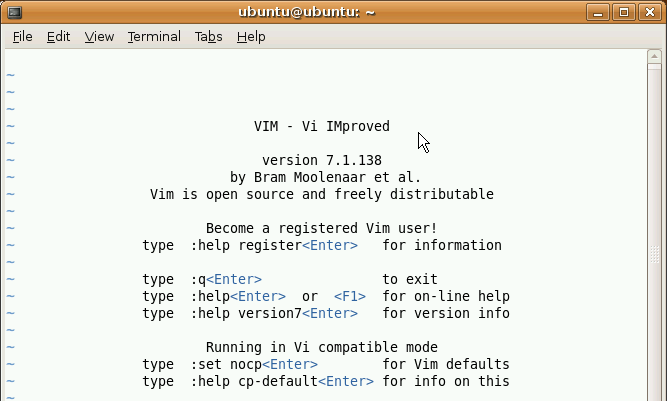 ubuntu@ubuntu: ~
File Edit View Terminal Tabs Help
~
~
~
~
VIM - Vi IMproved
~
~
version 7.1.138
~
by Bram Moolenaar et al.
~
Vim is open source and freely distributable
~
~
Become a registered Vim user!
~
type :help register<Enter> for information
~
~
type :q<Enter> to exit
~
type :help<Enter> or <F1> for on-line help
~
type :help version7<Enter> for version info
~
~
Running in Vi compatible mode
~
type :set nocp<Enter> for Vim defaults
~
type :help cp-default<Enter> for info on this
~